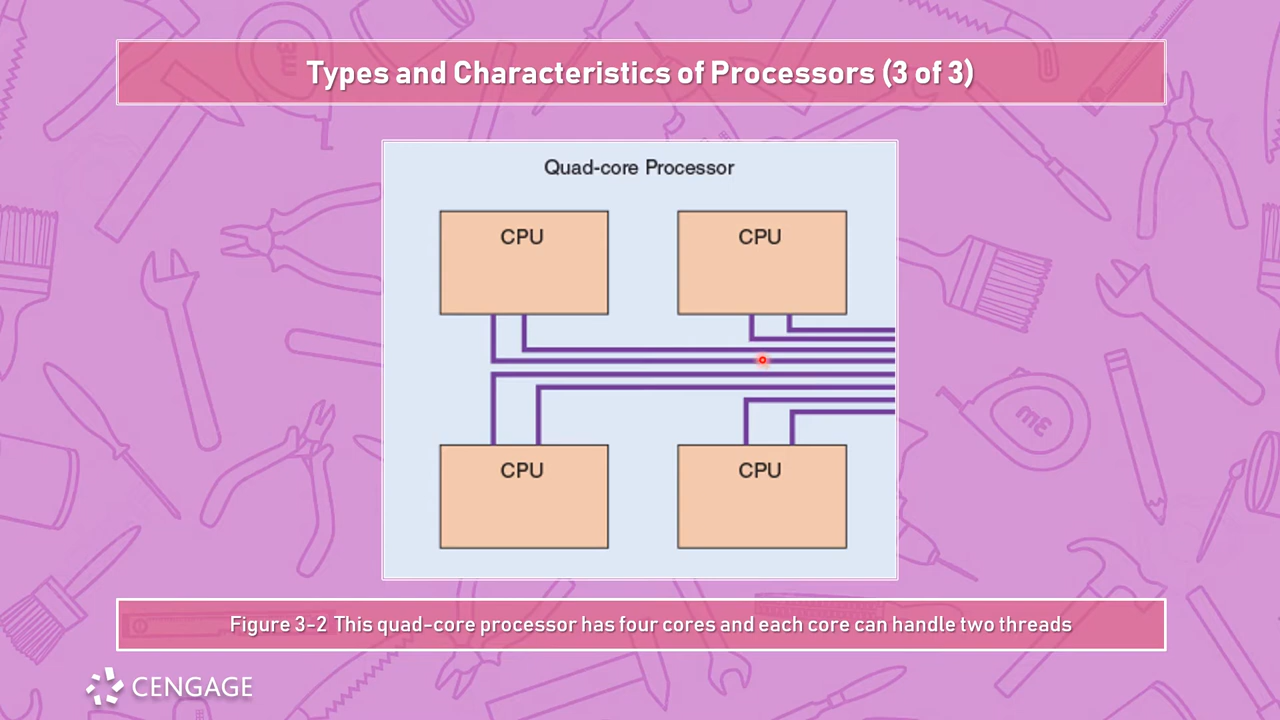 Types and Characteristics of Processors (3 of 3)
Quad-core Processor
CPU CPU
CPU CPU
Figure 3-2 This quad-core processor has four cores and each core can handle two threads
CENGAGE